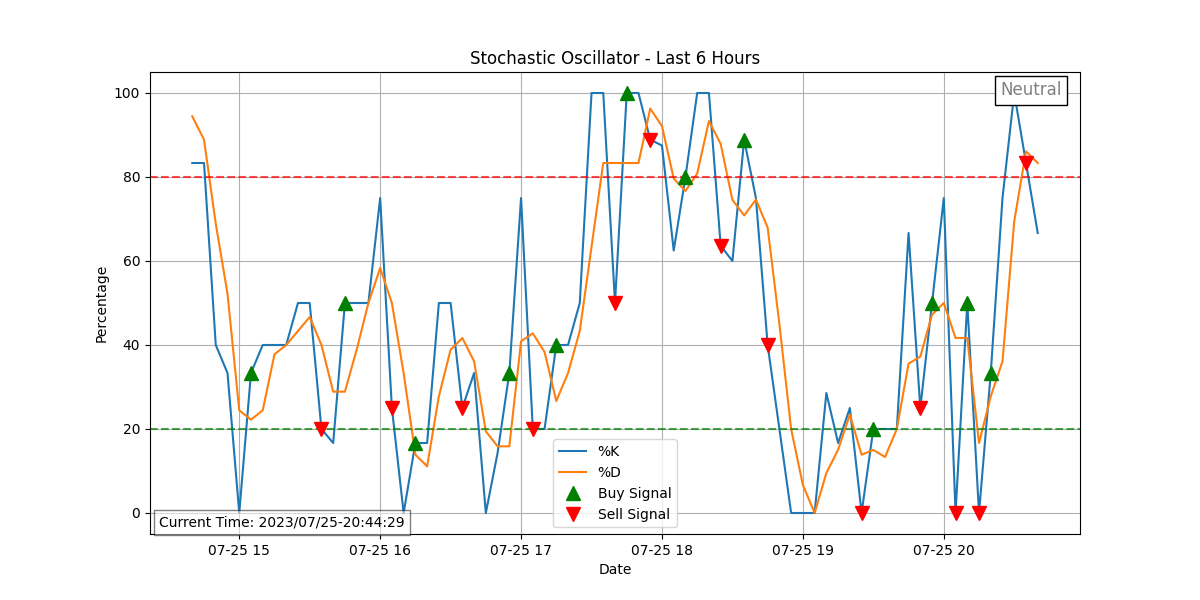 Stochastic Oscillator - Last 6 Hours
Neutral
100
80
60
40
20
0
Percentage
%K
%D
Buy Signal
Sell Signal
Current Time: 2023/07/25-20:44:29
07-25 15
07-25 16
07-25 17
07-25 18
07-25 19
07-25 20
Date